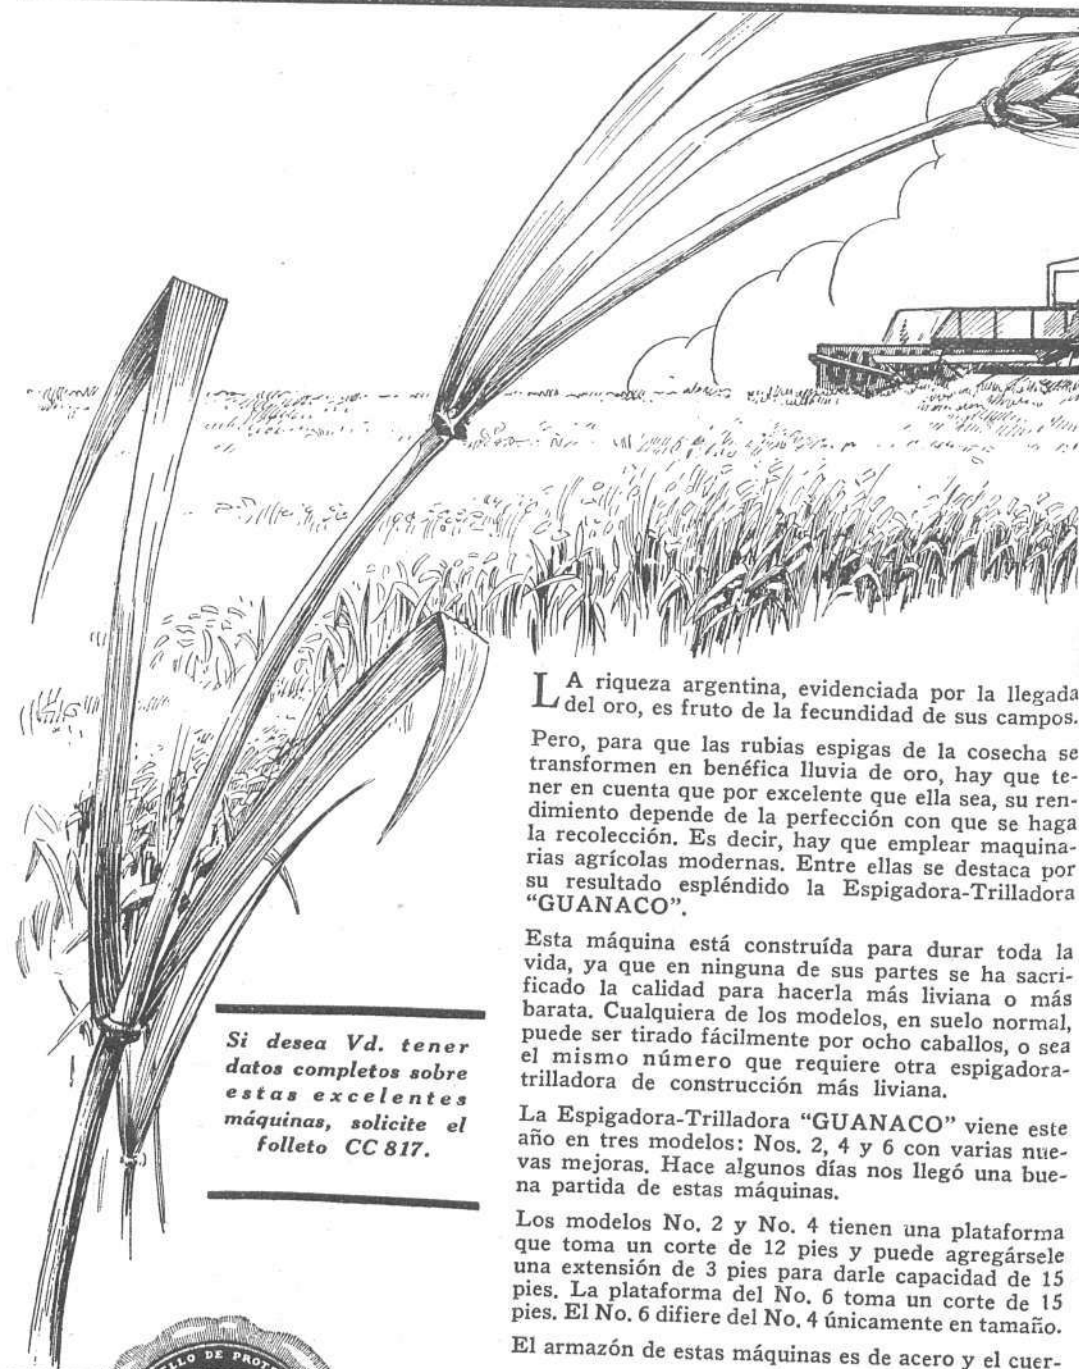 LA riqueza argentina, evidenciada por la llegada
del oro, es fruto de la fecundidad de sus campos.
Pero, para que las rubias espigas de la cosecha se
transformen en benéfica lluvia de oro, hay que te-
ner en cuenta que por excelente que ella sea, su ren-
dimiento depende de la perfección con que se haga
la recolección. Es decir, hay que emplear maquina-
rias agrícolas modernas. Entre ellas se destaca por
su resultado espléndido la Espigadora-Trilladora
“GUANACO”.
Esta máquina está construída para durar toda la
vida, ya que en ninguna de sus partes se ha sacri-
ficado la calidad para hacerla más liviana o más
barata. Cualquiera de los modelos, en suelo normal,
puede ser tirado fácilmente por ocho caballos, o sea
el mismo número que requiere otra espigadora-
trilladora de construcción más liviana.
La Espigadora-Trilladora “GUANACO” viene este
año en tres modelos: Nos. 2, 4 y 6 con varias nue-
vas mejoras. Hace algunos días nos llegó una bue-
na partida de estas máquinas.
Los modelos No. 2 y No. 4 tienen una plataforma
que toma un corte de 12 pies y puede agregársele
una extensión de 3 pies para darle capacidad de 15
pies. La plataforma del No. 6 toma un corte de 15
pies. El No. 6 difiere del No. 4 únicamente en tamaño.
El armazón de estas máquinas es de acero y el cuer-
Si desea Vd. tener
datos completos sobre
estas excelentes
máquinas, solicite el
folleto CC 817.
DE